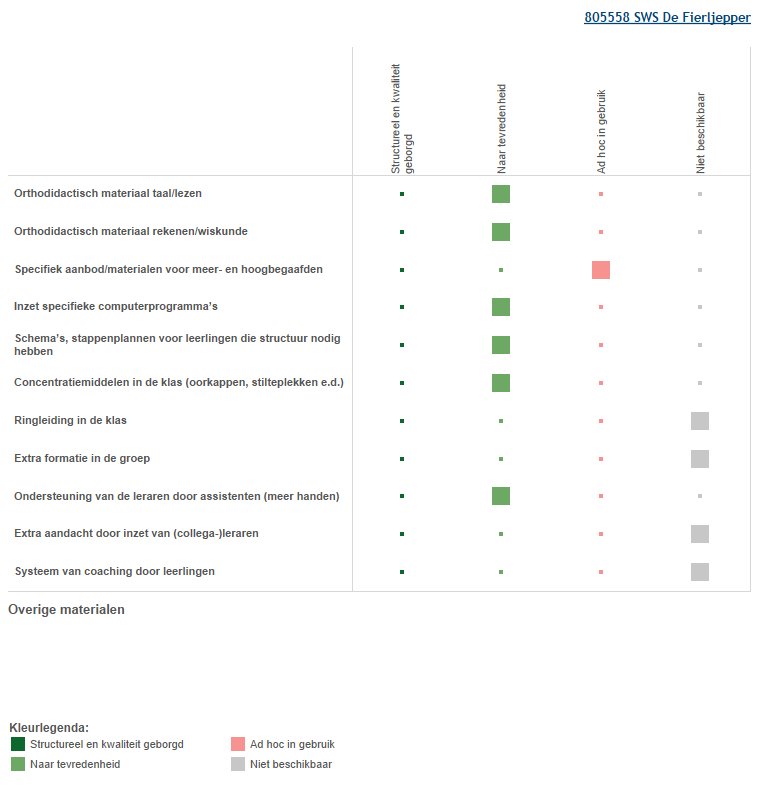 805558 SWS De Fierljepper
Structureel en kwaliteit
geborgd
Naar tevredenheid
Ad hoc in gebruik
Niet beschikbaar
Orthodidactisch materiaal taal/lezen
Orthodidactisch materiaal rekenen/wiskunde
Specifiek aanbod/materialen voor meer- en hoogbegaafden
Inzet specifieke computerprogramma's
Schema's, stappenplannen voor leerlingen die structuur nodig
hebben
Concentratiemiddelen in de klas (oorkappen, stilteplekken e.d.)
Ringleiding in de klas
Extra formatie in de groep
Ondersteuning van de leraren door assistenten (meer handen)
Extra aandacht door inzet van (collega-)leraren
Systeem van coaching door leerlingen
Overige materialen
Kleurlegenda:
Structureel en kwaliteit geborgd
Ad hoc in gebruik
Naar tevredenheid
Niet beschikbaar